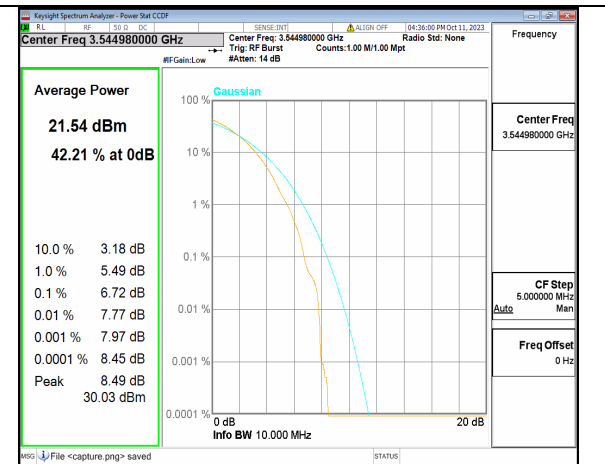 Keysight Spectrum Analyzer - Power Stat CCDF
RL RF 50 Ω DC SENSE:INT ALIGN OFF 04:36:00 PM Oct 11, 2023
Center Freq 3.544980000 GHz
Center Freq: 3.544980000 GHz Radio Std: None
Trig: RF Burst Counts:1.00 M/1.00 Mpt
#IFGain:Low #Atten: 14 dB
Frequency
Average Power
21.54 dBm
42.21 % at 0dB
10.0 % 3.18 dB
1.0 % 5.49 dB
0.1 % 6.72 dB
0.01 % 7.77 dB
0.001 % 7.97 dB
0.0001 % 8.45 dB
Peak 8.49 dB
30.03 dBm
Gaussian
100 %
10 %
1 %
0.1 %
0.01 %
0.001 %
0.0001 %
0 dB 20 dB
Info BW 10.000 MHz
Center Freq
3.544980000 GHz
CF Step
5.000000 MHz
Auto Man
Freq Offset
0 Hz
MSG File <capture.png> saved STATUS